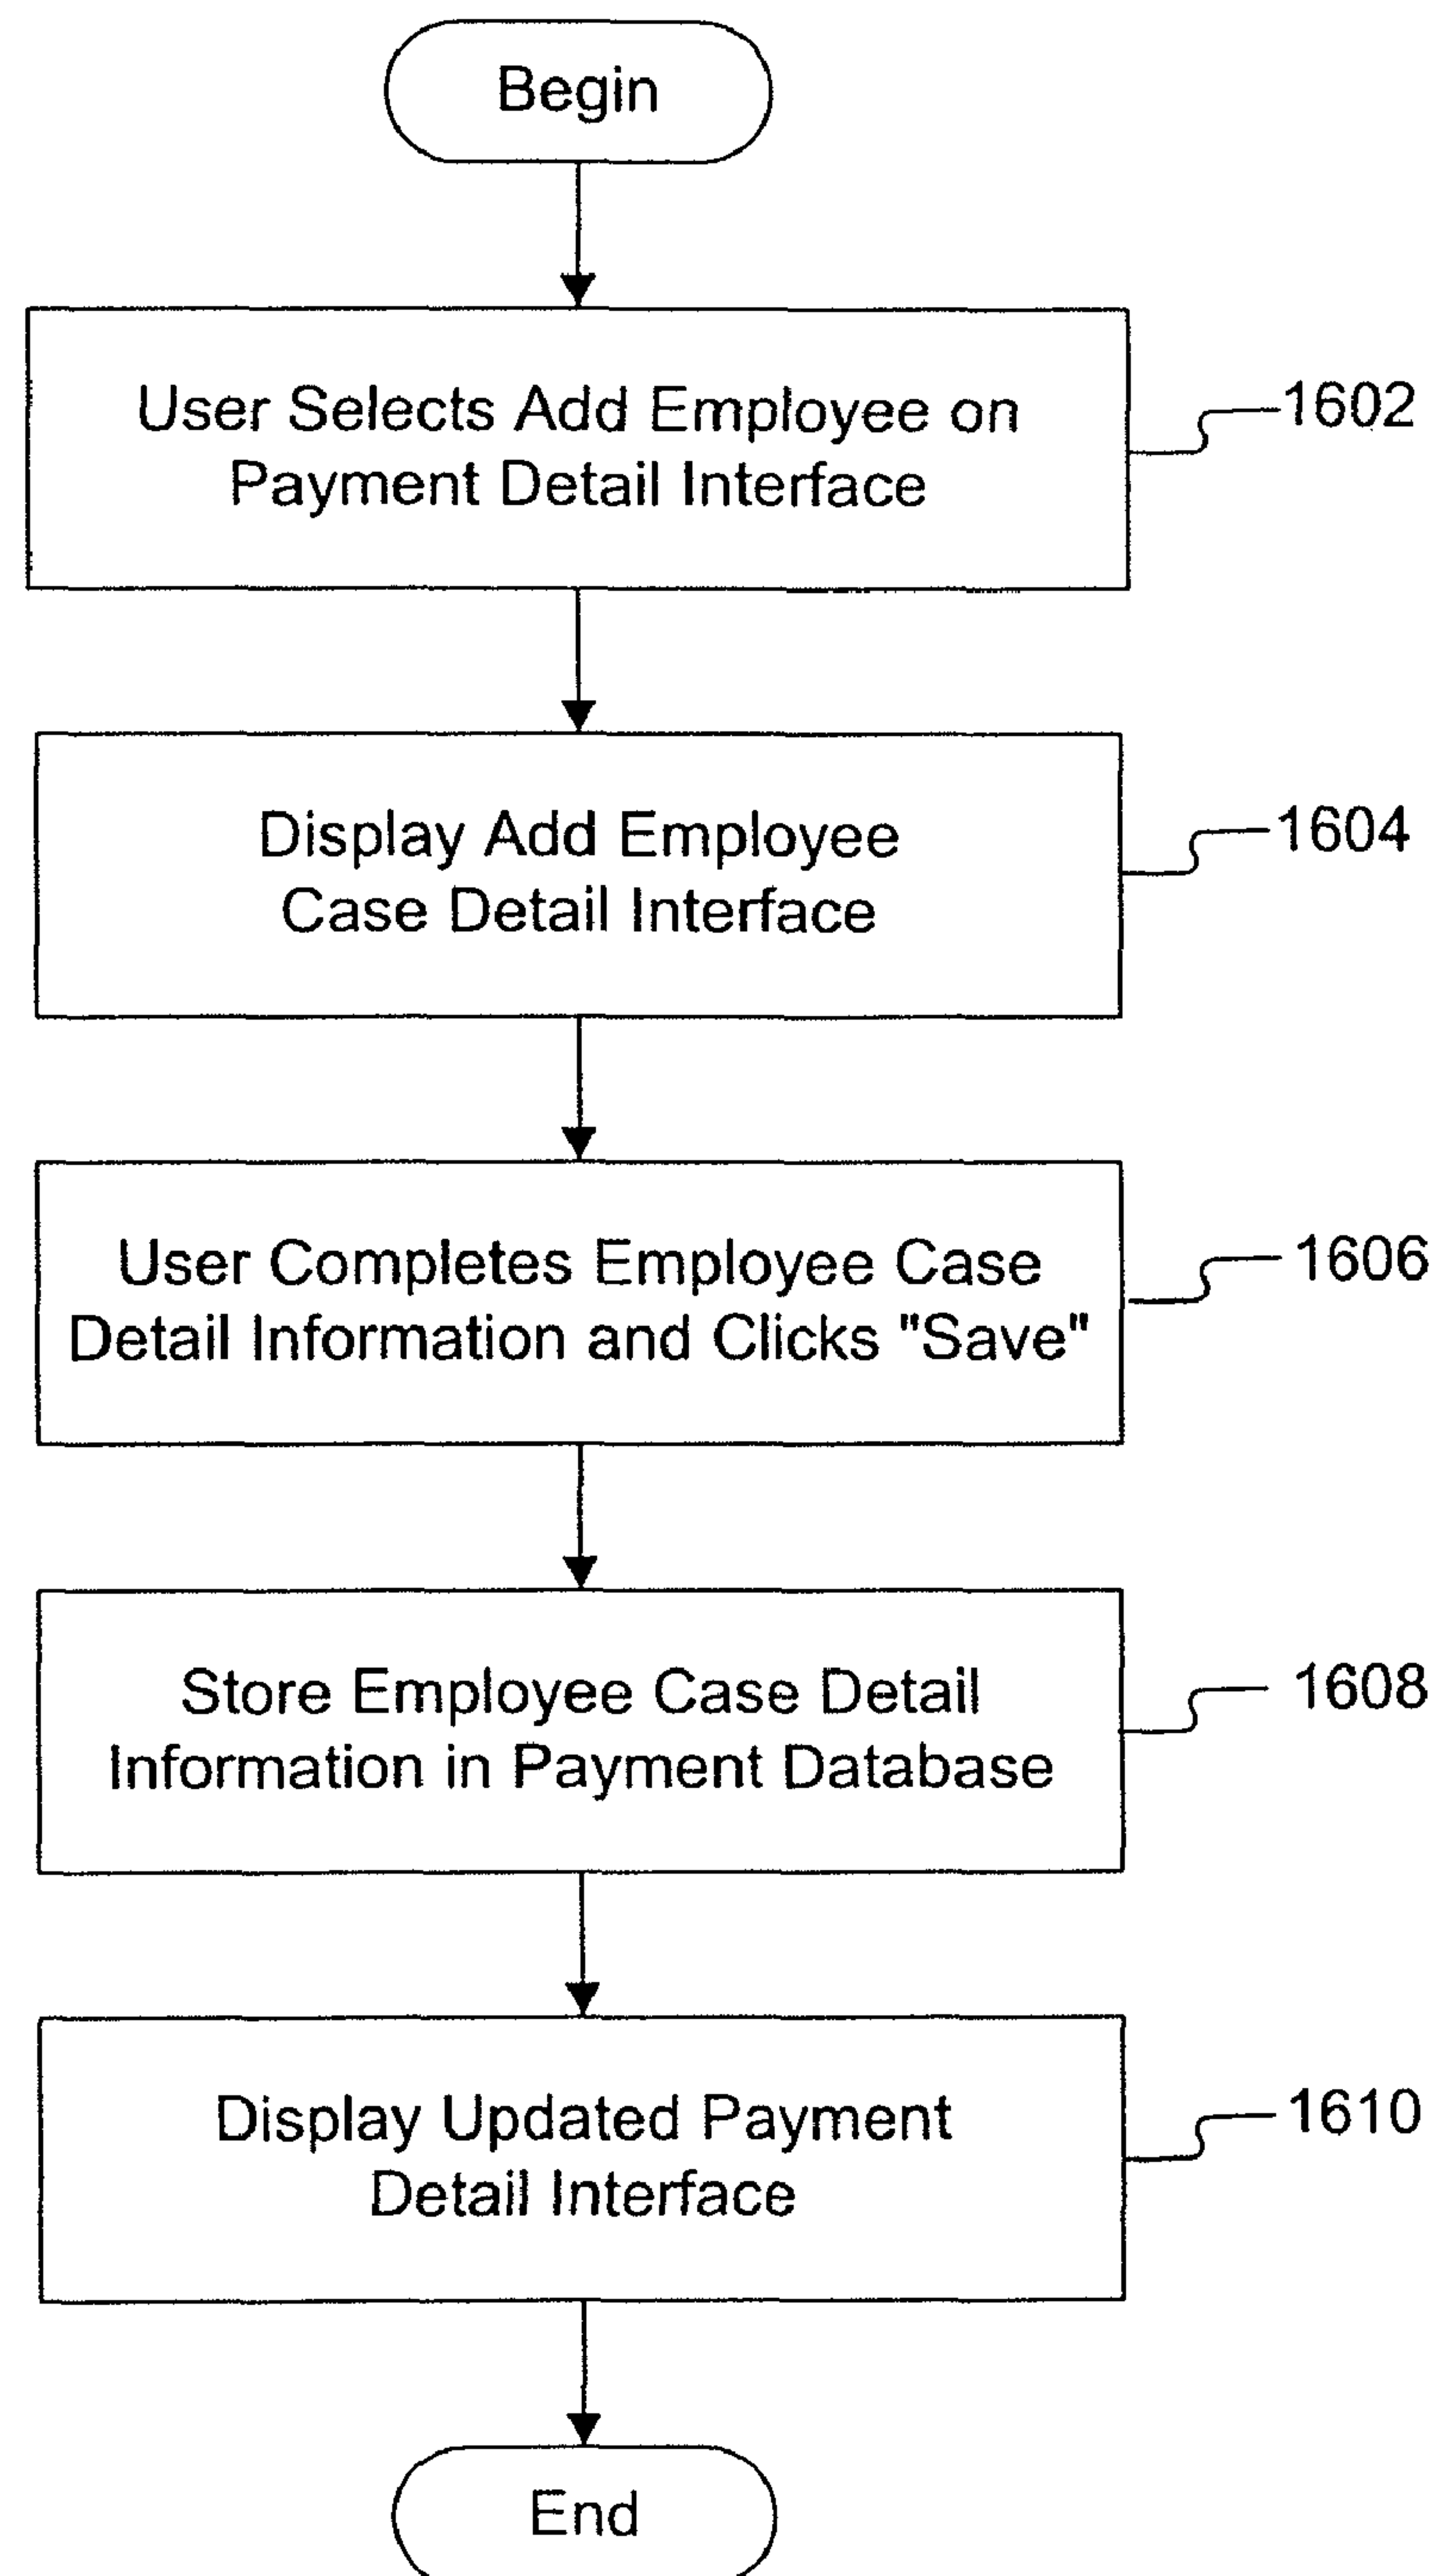 Begin
User Selects Add Employee on
Payment Detail Interface
1602
Display Add Employee
Case Detail Interface
1604
User Completes Employee Case
Detail Information and Clicks "Save"
1606
Store Employee Case Detail
Information in Payment Database
1608
Display Updated Payment
Detail Interface
1610
End